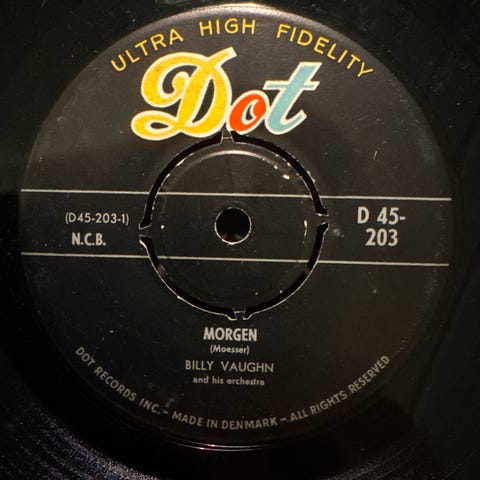 ULTRA HIGH FIDELITY
Dot
(D45-203-1)
N.C.B.
D 45-
203
MORGEN
(Moesser)
BILLY VAUGHN
and his orchestra
DOT RECORDS INC. - MADE IN DENMARK - ALL RIGHTS RESERVED